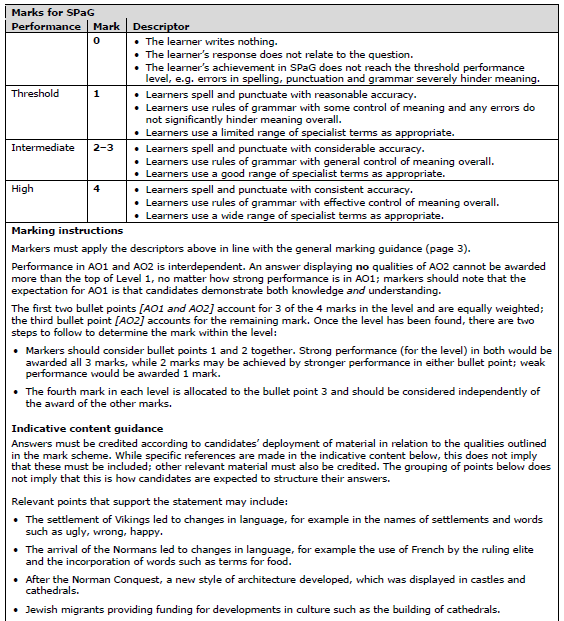 Marks for SPaG
Performance Mark Descriptor
0 • The learner writes nothing.
• The learner's response does not relate to the question.
• The learner's achievement in SPaG does not reach the threshold performance
level, e.g. errors in spelling, punctuation and grammar severely hinder meaning.
Threshold 1 • Learners spell and punctuate with reasonable accuracy.
• Learners use rules of grammar with some control of meaning and any errors do
not significantly hinder meaning overall.
• Learners use a limited range of specialist terms as appropriate.
Intermediate 2–3 • Learners spell and punctuate with considerable accuracy.
• Learners use rules of grammar with general control of meaning overall.
• Learners use a good range of specialist terms as appropriate.
High 4 • Learners spell and punctuate with consistent accuracy.
• Learners use rules of grammar with effective control of meaning overall.
• Learners use a wide range of specialist terms as appropriate.
Marking instructions
Markers must apply the descriptors above in line with the general marking guidance (page 3).
Performance in AO1 and AO2 is interdependent. An answer displaying no qualities of AO2 cannot be awarded
more than the top of Level 1, no matter how strong performance is in AO1; markers should note that the
expectation for AO1 is that candidates demonstrate both knowledge and understanding.
The first two bullet points [AO1 and AO2] account for 3 of the 4 marks in the level and are equally weighted;
the third bullet point [AO2] accounts for the remaining mark. Once the level has been found, there are two
steps to follow to determine the mark within the level:
• Markers should consider bullet points 1 and 2 together. Strong performance (for the level) in both would be
awarded all 3 marks, while 2 marks may be achieved by stronger performance in either bullet point; weak
performance would be awarded 1 mark.
• The fourth mark in each level is allocated to the bullet point 3 and should be considered independently of
the award of the other marks.
Indicative content guidance
Answers must be credited according to candidates' deployment of material in relation to the qualities outlined
in the mark scheme. While specific references are made in the indicative content below, this does not imply
that these must be included; other relevant material must also be credited. The grouping of points below does
not imply that this is how candidates are expected to structure their answers.
Relevant points that support the statement may include:
• The settlement of Vikings led to changes in language, for example in the names of settlements and words
such as ugly, wrong, happy.
• The arrival of the Normans led to changes in language, for example the use of French by the ruling elite
and the incorporation of words such as terms for food.
• After the Norman Conquest, a new style of architecture developed, which was displayed in castles and
cathedrals.
• Jewish migrants providing funding for developments in culture such as the building of cathedrals.